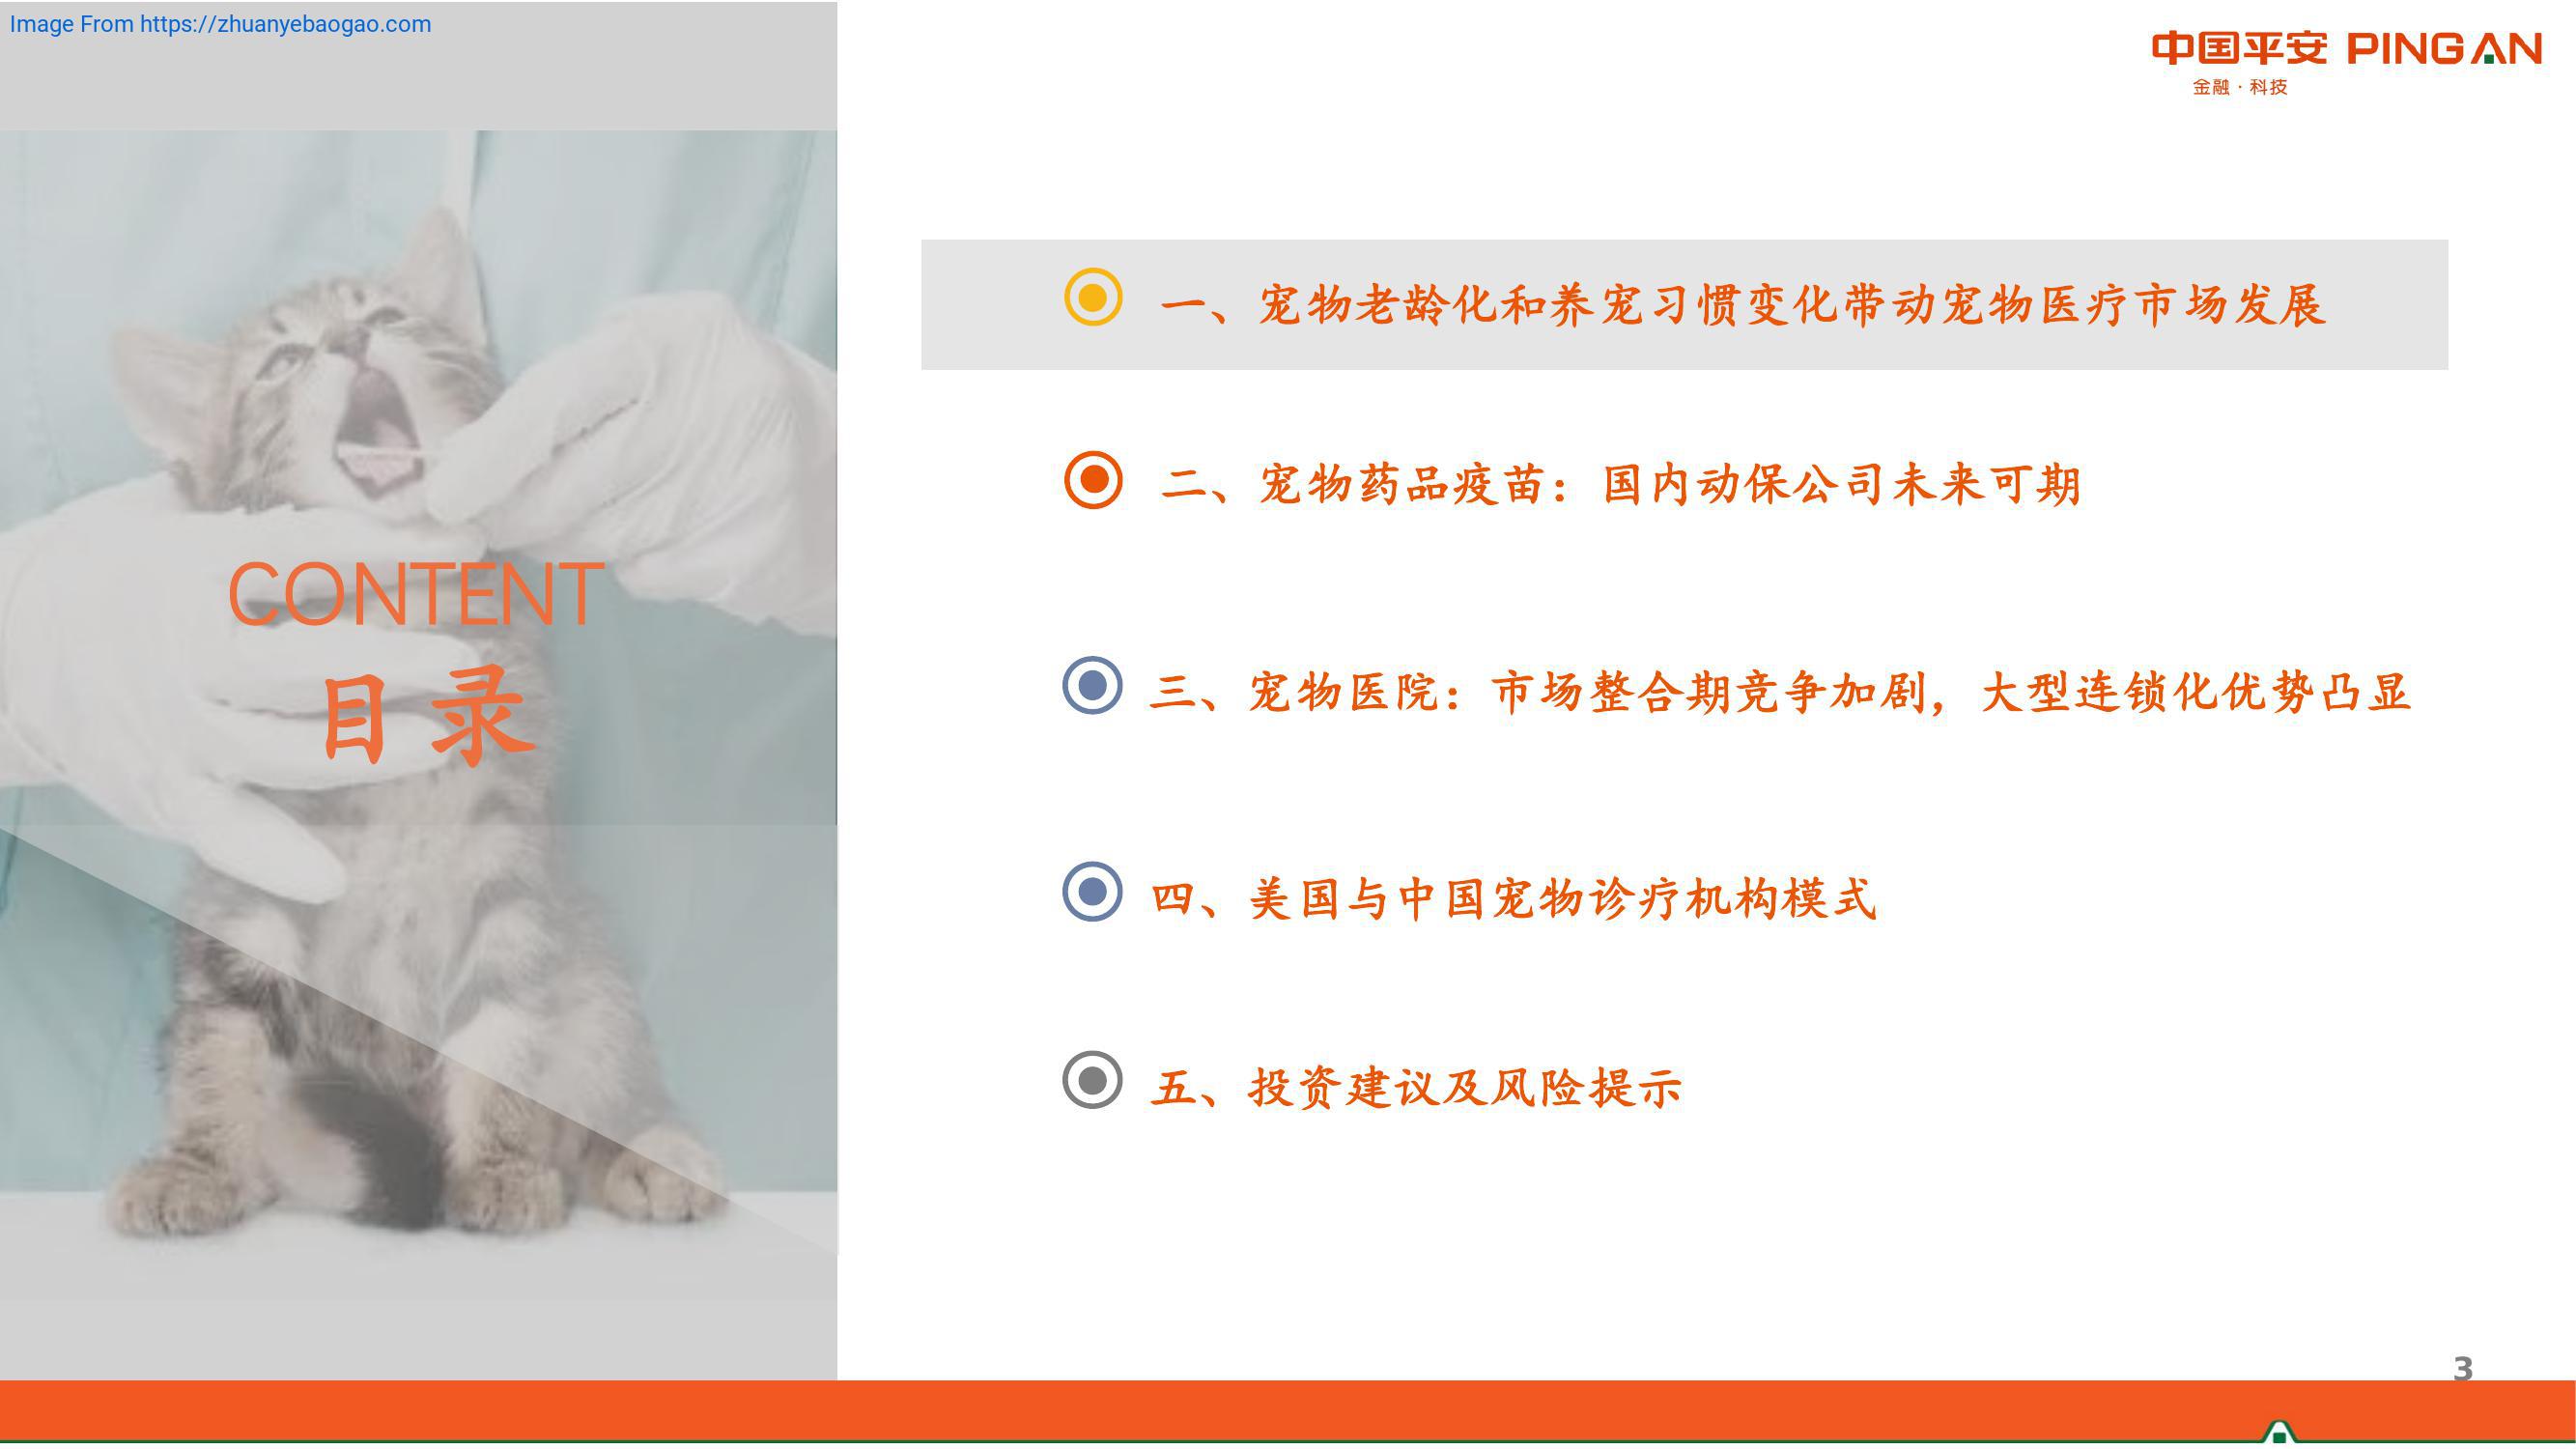 Image From https://zhuanyebaogao.com
中国平安 PINGAN
金融·科技
CONTENT
目录
一、宠物老龄化和养宠习惯变化带动宠物医疗市场发展
二、宠物药品疫苗：国内动保公司未来可期
三、宠物医院：市场整合期竞争加剧，大型连锁化优势凸显
四、美国与中国宠物诊疗机构模式
五、投资建议及风险提示
3